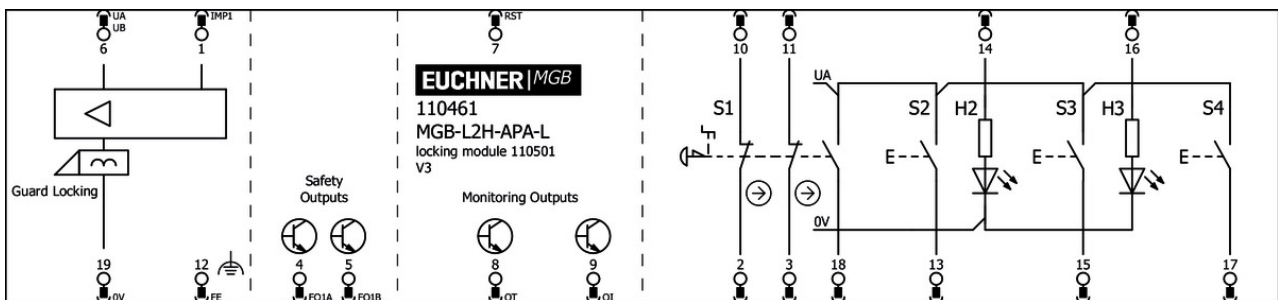 UA
UB
IMP1
RST
6
1
7
10
11
14
16
EUCHNER MGB
110461
MGB-L2H-APA-L
locking module 110501
V3
UA
S1
S2
H2
S3
H3
S4
E
E
E
Guard Locking
Safety
Outputs
Monitoring Outputs
0V
19
12
4
5
8
9
2
3
18
13
15
17
0V
FE
FO1A
FO1B
OT
OI